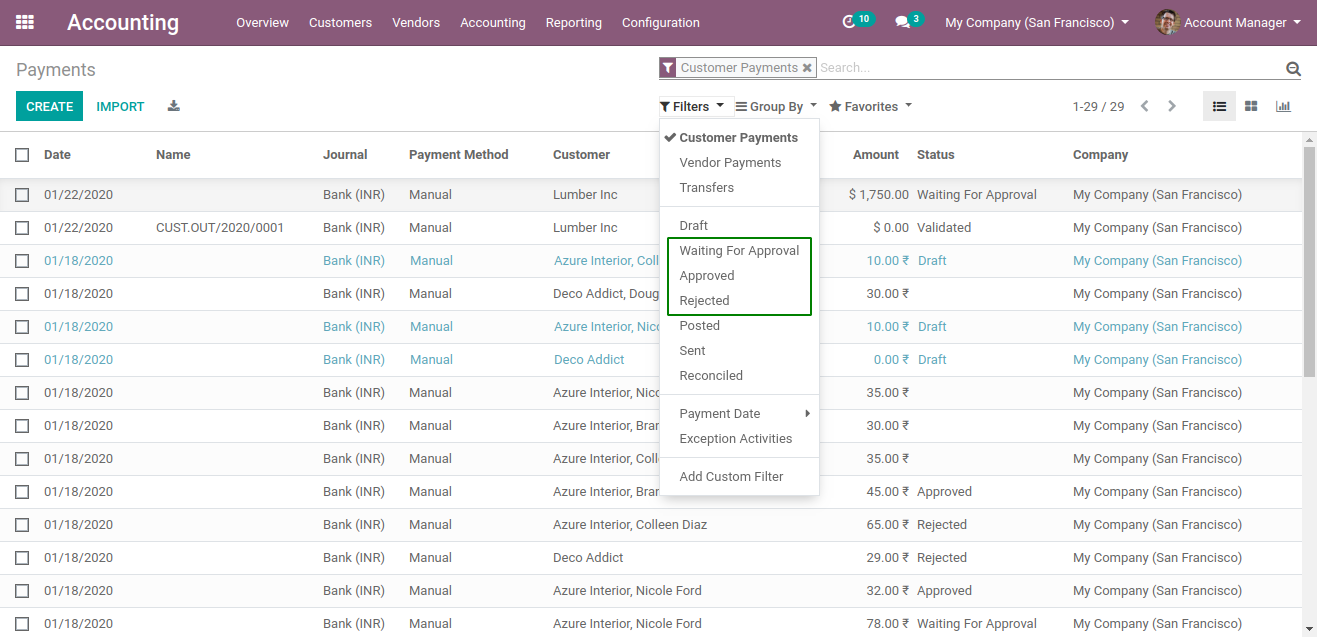 Accounting Overview Customers Vendors Accounting Reporting Configuration 10 3 My Company (San Francisco) Account Manager
Payments Customer Payments Search...
CREATE IMPORT Filters Group By Favorites 1-29 / 29
Customer Payments
Vendor Payments
Transfers
Draft
Waiting For Approval
Approved
Rejected
Posted
Sent
Reconciled
Payment Date
Exception Activities
Add Custom Filter
Date Name Journal Payment Method Customer Amount Status Company
01/22/2020 Bank (INR) Manual Lumber Inc $ 1,750.00 Waiting For Approval My Company (San Francisco)
01/22/2020 CUST.OUT/2020/0001 Bank (INR) Manual Lumber Inc $ 0.00 Validated My Company (San Francisco)
01/18/2020 Bank (INR) Manual Azure Interior, Coll 10.00 ₹ Draft My Company (San Francisco)
01/18/2020 Bank (INR) Manual Deco Addict, Doug 30.00 ₹ My Company (San Francisco)
01/18/2020 Bank (INR) Manual Azure Interior, Nico 10.00 ₹ Draft My Company (San Francisco)
01/18/2020 Bank (INR) Manual Deco Addict 0.00 ₹ Draft My Company (San Francisco)
01/18/2020 Bank (INR) Manual Azure Interior, Nico 35.00 ₹ My Company (San Francisco)
01/18/2020 Bank (INR) Manual Azure Interior, Bran 30.00 ₹ My Company (San Francisco)
01/18/2020 Bank (INR) Manual Azure Interior, Coll 35.00 ₹ My Company (San Francisco)
01/18/2020 Bank (INR) Manual Azure Interior, Bran 45.00 ₹ Approved My Company (San Francisco)
01/18/2020 Bank (INR) Manual Azure Interior, Colleen Diaz 65.00 ₹ Rejected My Company (San Francisco)
01/18/2020 Bank (INR) Manual Deco Addict 29.00 ₹ Rejected My Company (San Francisco)
01/18/2020 Bank (INR) Manual Azure Interior, Nicole Ford 32.00 ₹ Approved My Company (San Francisco)
01/18/2020 Bank (INR) Manual Azure Interior, Nicole Ford 78.00 ₹ Waiting For Approval My Company (San Francisco)